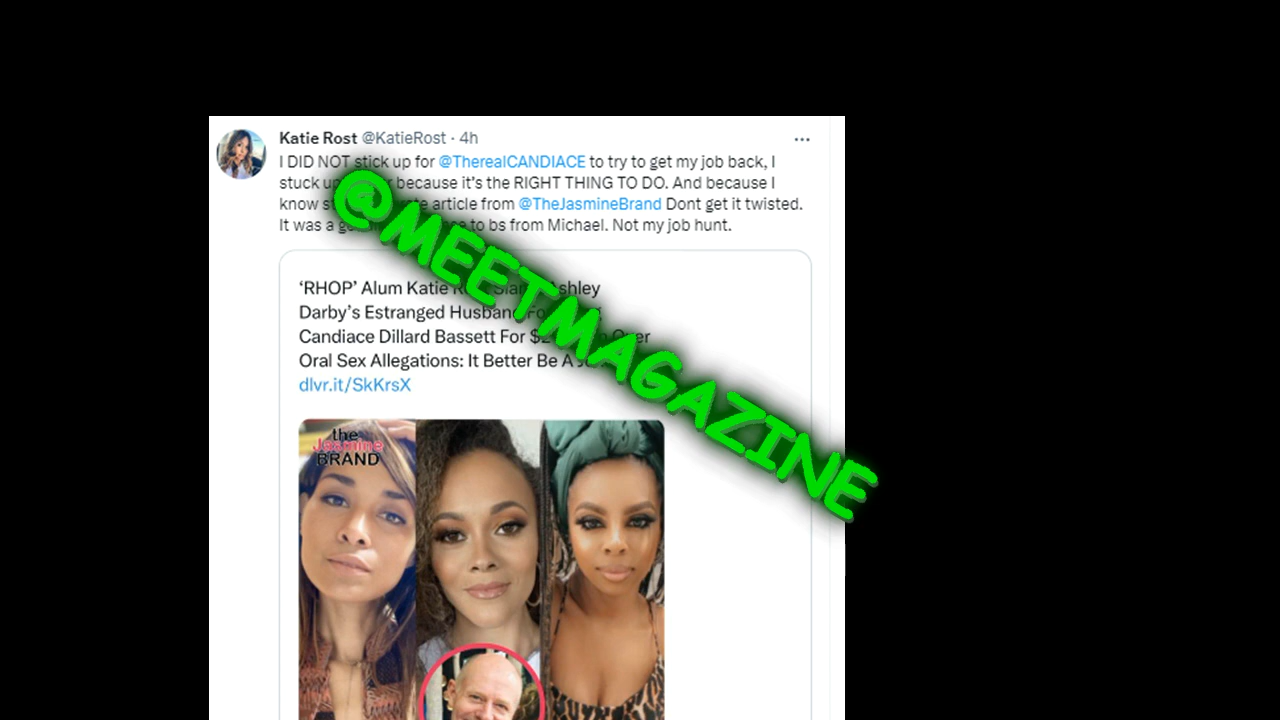 Katie Rost @KatieRost · 4h
I DID NOT stick up for @TherealCANDIACE to try to get my job back, I
stuck up because it's the RIGHT THING TO DO. And because I
know article from @TheJasmineBrand Dont get it twisted.
It was a to bs from Michael. Not my job hunt.
‘RHOP’ Alum Katie Ashley
Darby’s Estranged Husband
Candiace Dillard Bassett For Over
Oral Sex Allegations: It Better Be A
dlvr.it/SkKrsX
the
Jasmine
BRAND
@MEETMAGAZINE